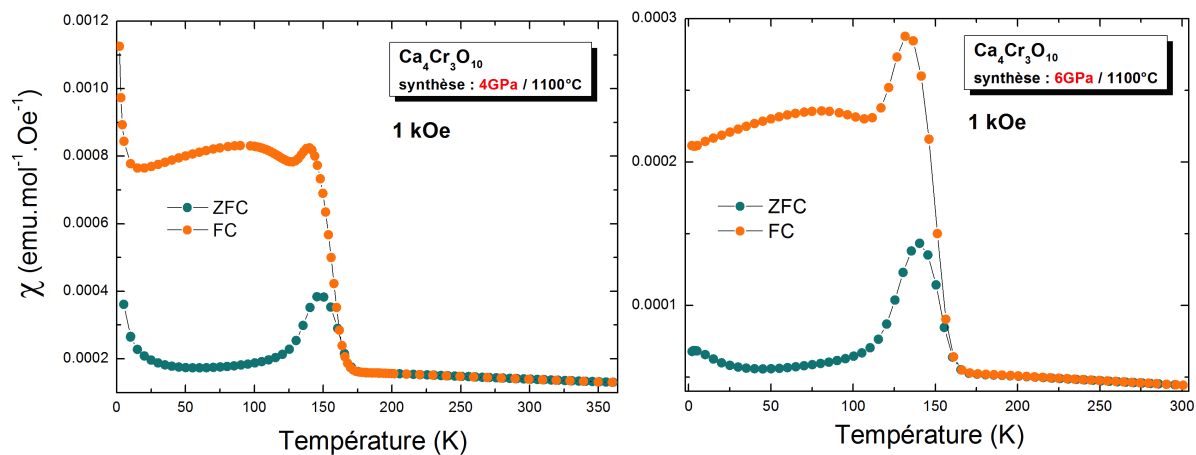 0.0012
0.0010
0.0008
0.0006
0.0004
0.0002
χ (emu.mol-1.Oe-1)
Ca4Cr3O10
synthèse : 4GPa / 1100°C
1 kOe
ZFC
FC
0 50 100 150 200 250 300 350
Température (K)
0.0003
0.0002
0.0001
Ca4Cr3O10
synthèse : 6GPa / 1100°C
1 kOe
ZFC
FC
0 50 100 150 200 250 300
Température (K)